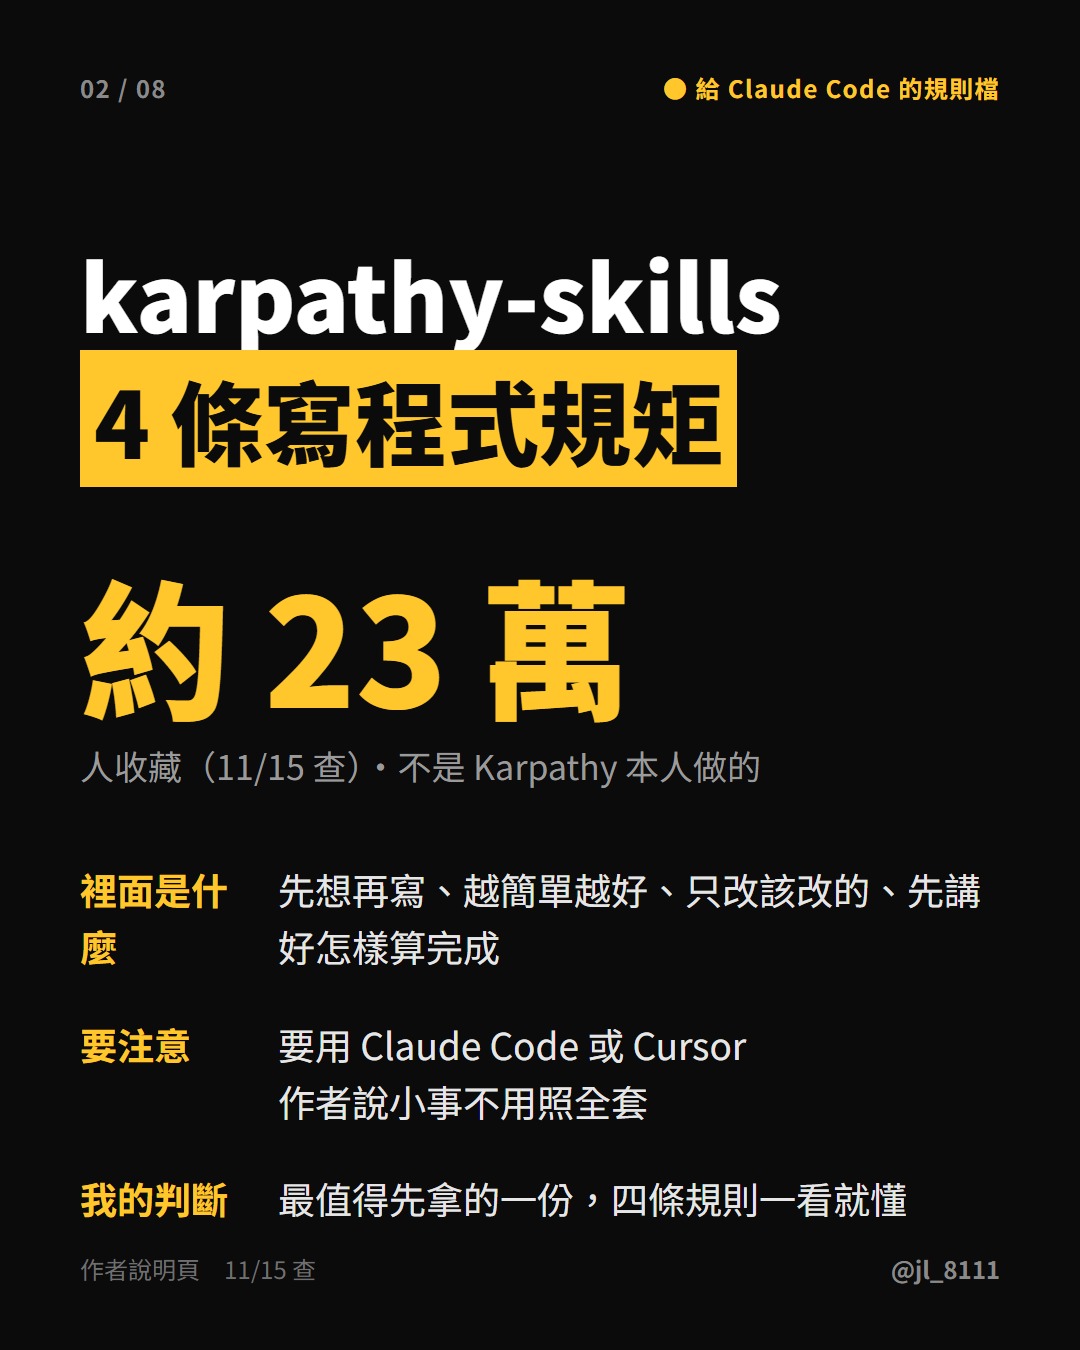 02 / 08
給 Claude Code 的規則檔
karpathy-skills
4 條寫程式規矩
約 23 萬
人收藏（11/15 查）・不是 Karpathy 本人做的
裡面是什麼
先想再寫、越簡單越好、只改該改的、先講
好怎樣算完成
要注意
要用 Claude Code 或 Cursor
作者說小事不用照全套
我的判斷
最值得先拿的一份，四條規則一看就懂
作者說明頁 11/15 查
@jl_8111